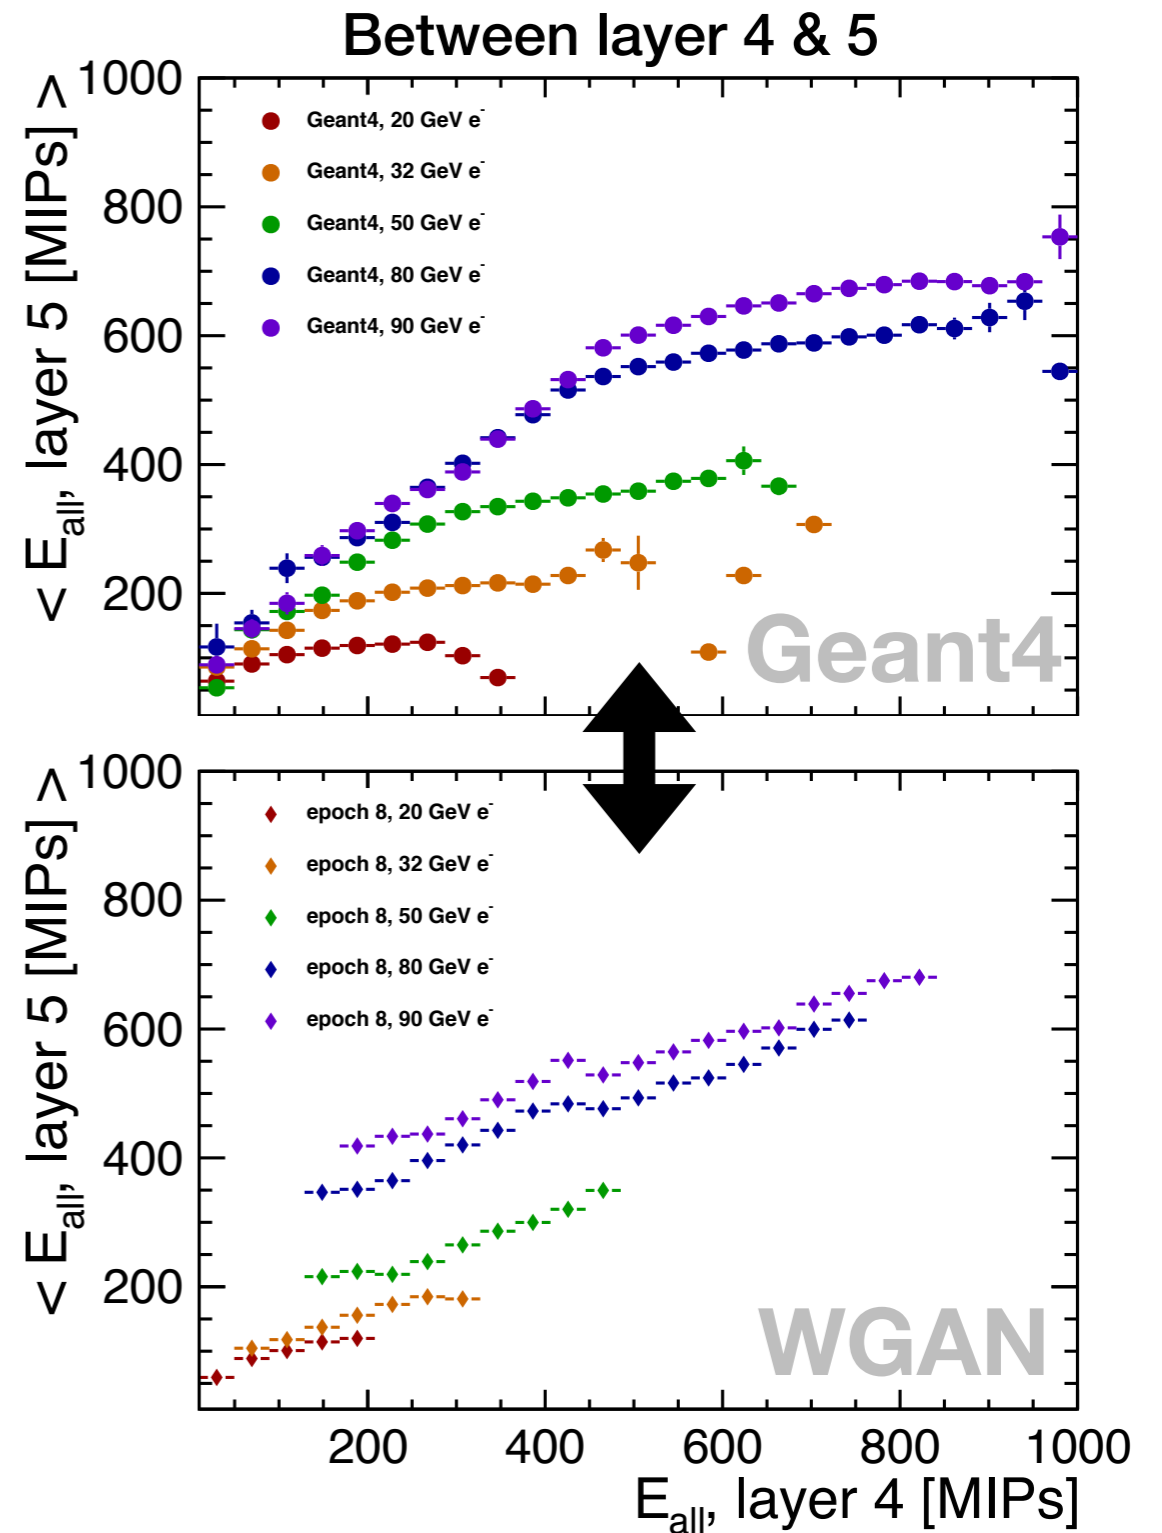 Between layer 4 & 5
1000
800
600
400
200
< E_all, layer 5 [MIPs] >
Geant4, 20 GeV e⁻
Geant4, 32 GeV e⁻
Geant4, 50 GeV e⁻
Geant4, 80 GeV e⁻
Geant4, 90 GeV e⁻
Geant4
1000
800
600
400
200
< E_all, layer 5 [MIPs] >
epoch 8, 20 GeV e⁻
epoch 8, 32 GeV e⁻
epoch 8, 50 GeV e⁻
epoch 8, 80 GeV e⁻
epoch 8, 90 GeV e⁻
WGAN
200 400 600 800 1000
E_all, layer 4 [MIPs]